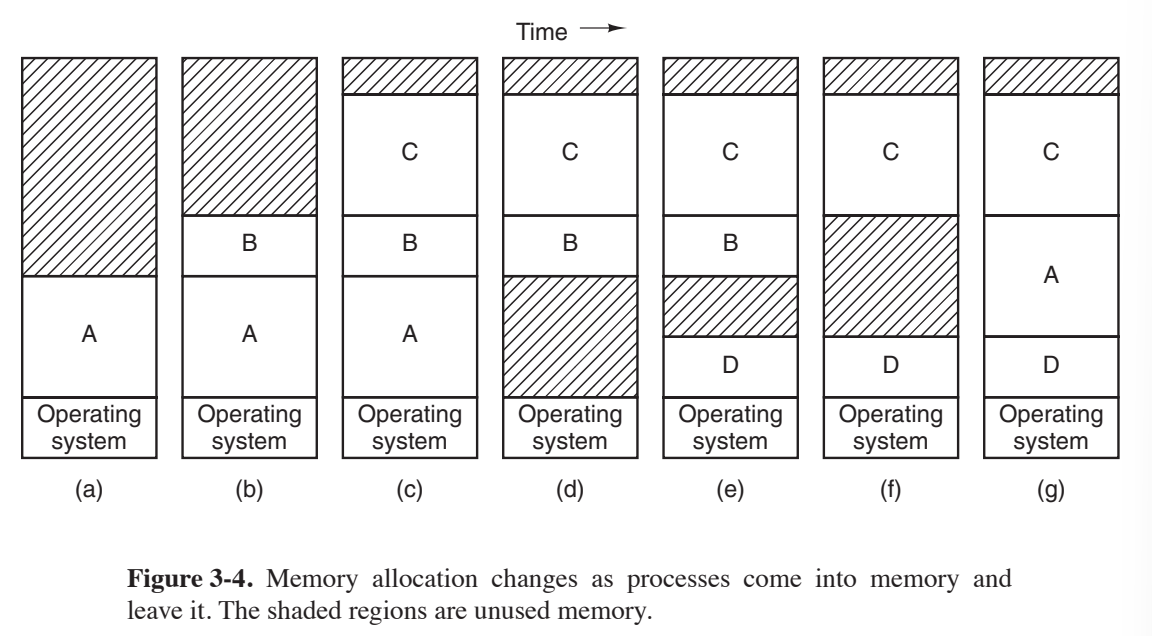 Time
C C C C C
B B B B
A
A A A
D D D
Operating system
Operating system
Operating system
Operating system
Operating system
Operating system
Operating system
(a) (b) (c) (d) (e) (f) (g)
Figure 3-4. Memory allocation changes as processes come into memory and
leave it. The shaded regions are unused memory.